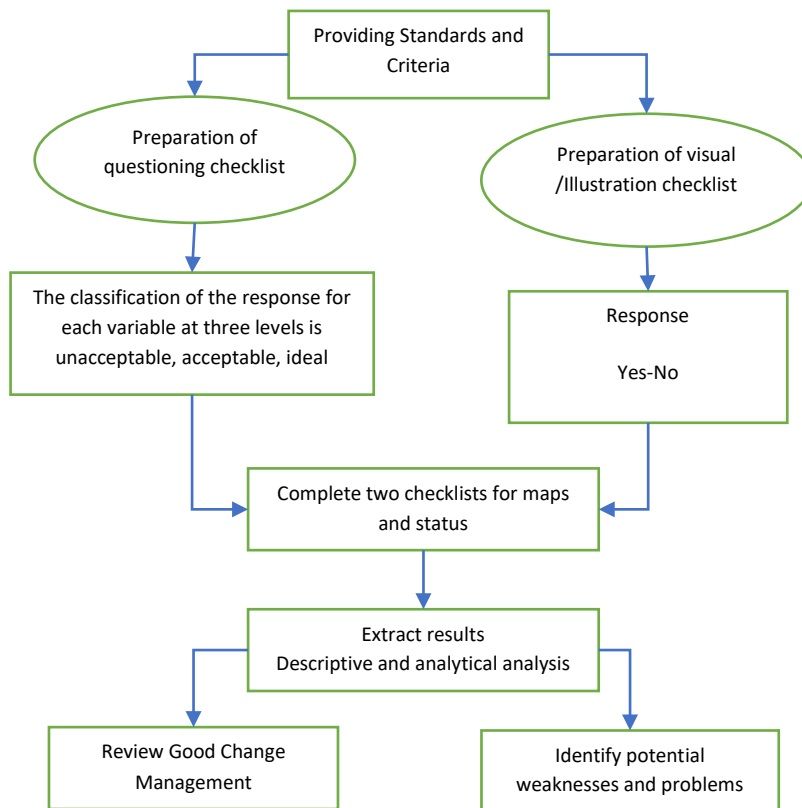 Providing Standards and
Criteria
Preparation of
questioning checklist
Preparation of visual
/Illustration checklist
The classification of the response for
each variable at three levels is
unacceptable, acceptable, ideal
Response
Yes-No
Complete two checklists for maps
and status
Extract results
Descriptive and analytical analysis
Review Good Change
Management
Identify potential
weaknesses and problems